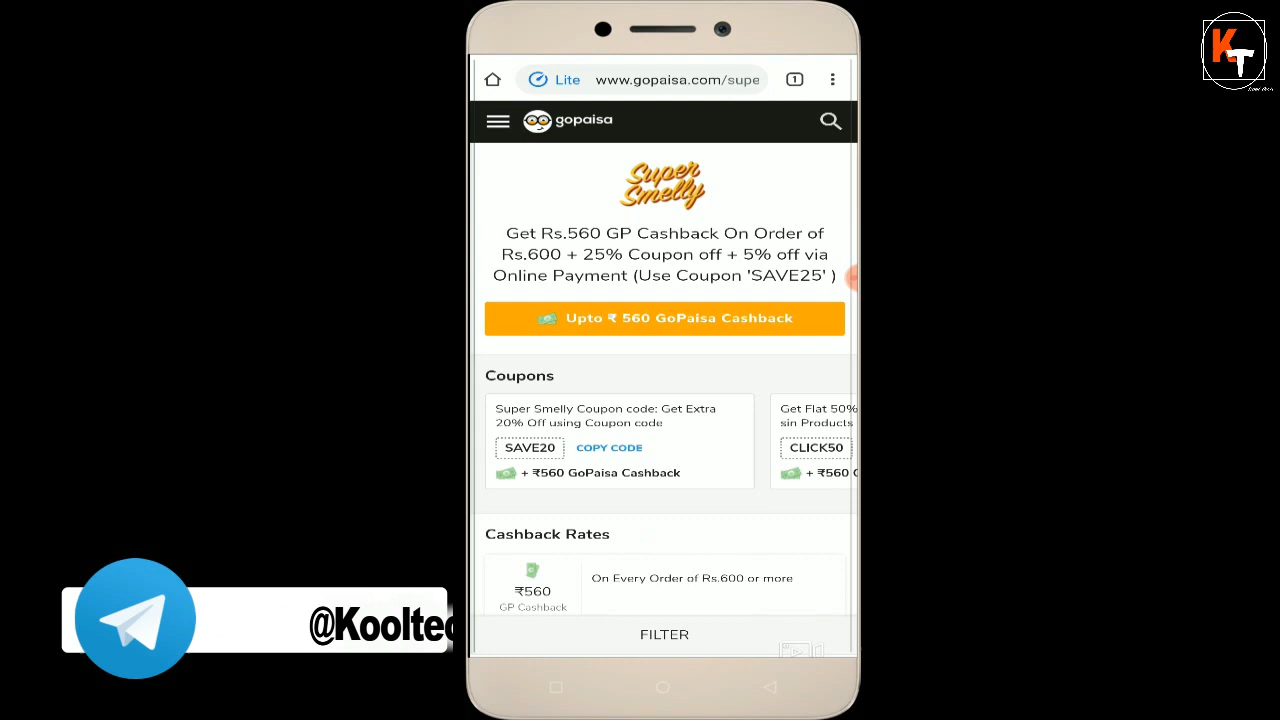 KT
Lite www.gopaisa.com/supe 1
gopaisa
Super
Smelly
Get Rs.560 GP Cashback On Order of
Rs.600 + 25% Coupon off + 5% off via
Online Payment (Use Coupon 'SAVE25' )
Upto ₹ 560 GoPaisa Cashback
Coupons
Super Smelly Coupon code: Get Extra
20% Off using Coupon code
SAVE20 COPY CODE
+ ₹560 GoPaisa Cashback
Get Flat 50%
sin Products
CLICK50
+ ₹560 G
Cashback Rates
₹560
GP Cashback
On Every Order of Rs.600 or more
FILTER
@Kooltec